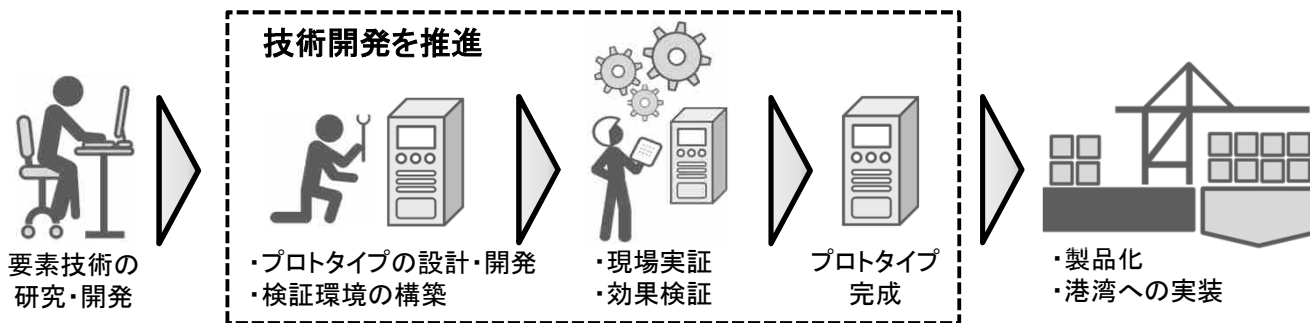 技術開発を推進
要素技術の
研究・開発
・プロトタイプの設計・開発
・検証環境の構築
・現場実証
・効果検証
プロトタイプ
完成
・製品化
・港湾への実装